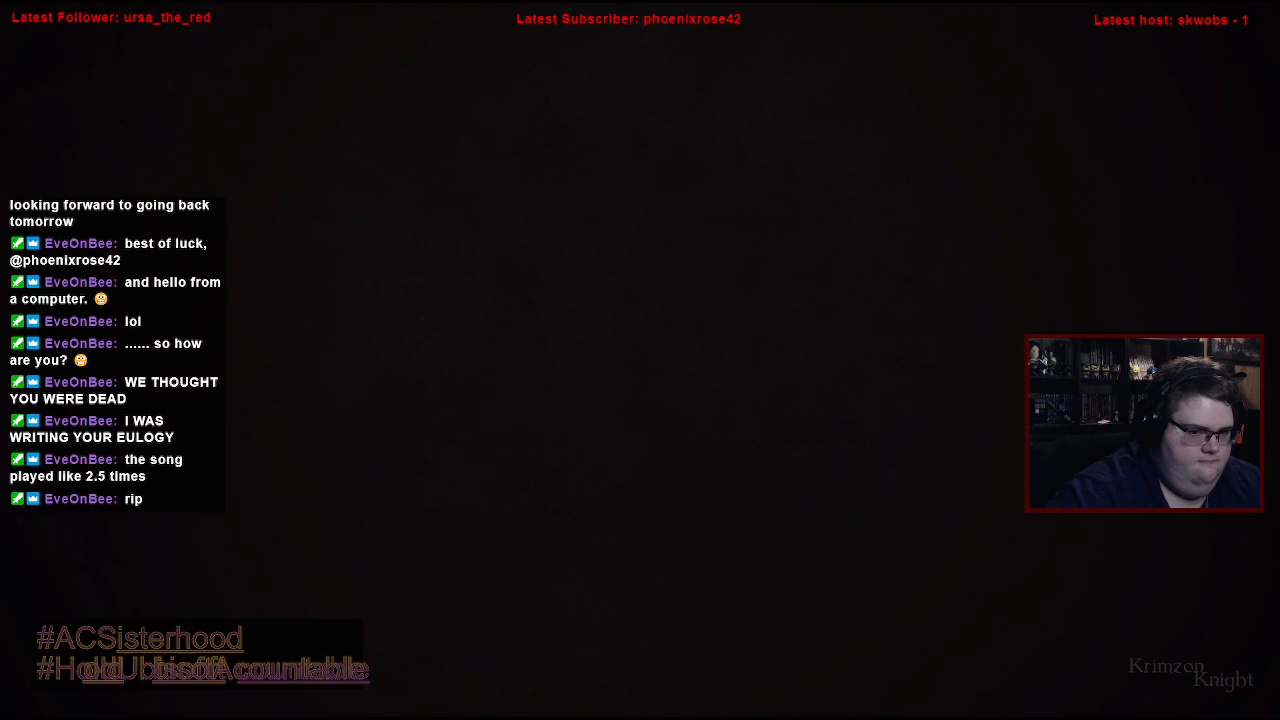 Latest Follower: ursa_the_red
Latest Subscriber: phoenixrose42
Latest host: skwobs - 1
looking forward to going back
tomorrow
EveOnBee: best of luck,
@phoenixrose42
EveOnBee: and hello from
a computer.
EveOnBee: lol
EveOnBee: ...... so how
are you?
EveOnBee: WE THOUGHT
YOU WERE DEAD
EveOnBee: I WAS
WRITING YOUR EULOGY
EveOnBee: the song
played like 2.5 times
EveOnBee: rip
#ACSisterhood
Krimzon
Knight